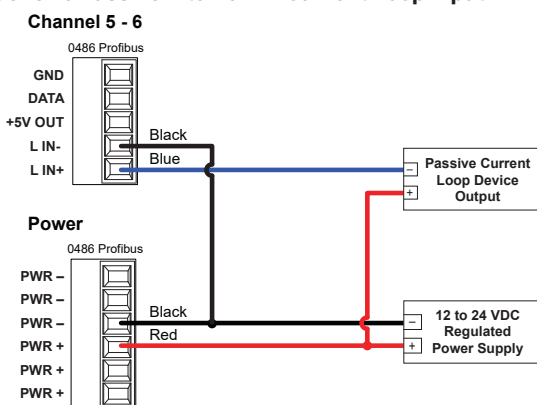 Channel 5 - 6
0486 Profibus
GND
DATA
+5V OUT
L IN-
L IN+
Black
Blue
–
+
Passive Current
Loop Device
Output
Power
0486 Profibus
PWR –
PWR –
PWR –
PWR +
PWR +
PWR +
Black
Red
–
+
12 to 24 VDC
Regulated
Power Supply